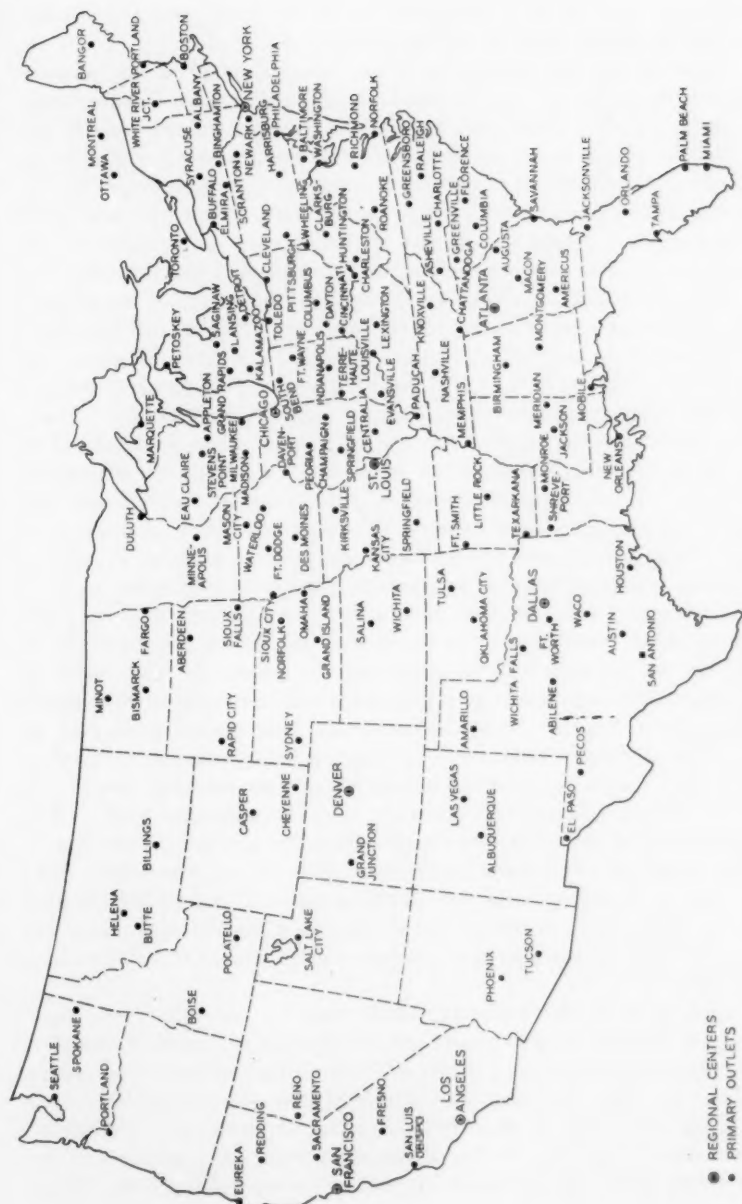 SEATTLE
SPOKANE
PORTLAND
HELENA
BUTTE
BILLINGS
MINOT
BISMARCK
FARGO
DULUTH
MARQUETTE
PETOSKEY
MONTREAL
OTTAWA
BANGOR
PORTLAND
WHITE RIVER
JCT.
BOSTON
BOISE
POCATELLO
CASPER
RAPID CITY
ABERDEEN
MINNE-
APOLIS
EAU CLAIRE
STEVENS
POINT
APPLETON
SAGINAW
TORONTO
SYRACUSE
ALBANY
BUFFALO
BINGHAMTON
ELMIRA
SCRANTON
NEWARK
NEW YORK
SIOUX
FALLS
MASON
CITY
MILWAUKEE
MADISON
GRAND RAPIDS
LANSING
DETROIT
KALAMAZOO
EUREKA
REDDING
RENO
SACRAMENTO
SALT LAKE
CITY
CHEYENNE
SYDNEY
NORFOLK
SIOUX CITY
WATERLOO
FT. DODGE
CHICAGO
SOUTH
BEND
TOLEDO
CLEVELAND
PITTSBURGH
HARRISBURG
PHILADELPHIA
OMAHA
GRAND ISLAND
DES MOINES
DAVEN-
PORT
PEORIA
CHAMPAIGN
FT. WAYNE
INDIANAPOLIS
COLUMBUS
DAYTON
WHEELING
CLARKS-
BURG
BALTIMORE
WASHINGTON
SAN
FRANCISCO
FRESNO
GRAND
JUNCTION
DENVER
SALINA
KANSAS
CITY
KIRKSVILLE
SPRINGFIELD
CENTRALIA
ST.
LOUIS
TERRE-
HAUTE
CINCINNATI
HUNTINGTON
CHARLESTON
RICHMOND
NORFOLK
ROANOKE
SAN LUIS
OBISPO
WICHITA
SPRINGFIELD
EVANSVILLE
LOUISVILLE
LEXINGTON
PADUCAH
GREENSBORO
RALEIGH
LOS
ANGELES
LAS VEGAS
ALBUQUERQUE
AMARILLO
TULSA
OKLAHOMA CITY
FT. SMITH
LITTLE ROCK
MEMPHIS
NASHVILLE
KNOXVILLE
ASHEVILLE
CHARLOTTE
CHATTANOOGA
GREENVILLE
FLORENCE
COLUMBIA
PHOENIX
TUCSON
WICHITA FALLS
DALLAS
FT.
WORTH
ABILENE
TEXARKANA
SHREVE-
PORT
MONROE
JACKSON
MERIDIAN
BIRMINGHAM
MONTGOMERY
ATLANTA
AUGUSTA
MACON
AMERICUS
SAVANNAH
EL PASO
PECOS
WACO
AUSTIN
SAN ANTONIO
HOUSTON
NEW
ORLEANS
MOBILE
JACKSONVILLE
ORLANDO
TAMPA
PALM BEACH
MIAMI
REGIONAL CENTERS
PRIMARY OUTLETS